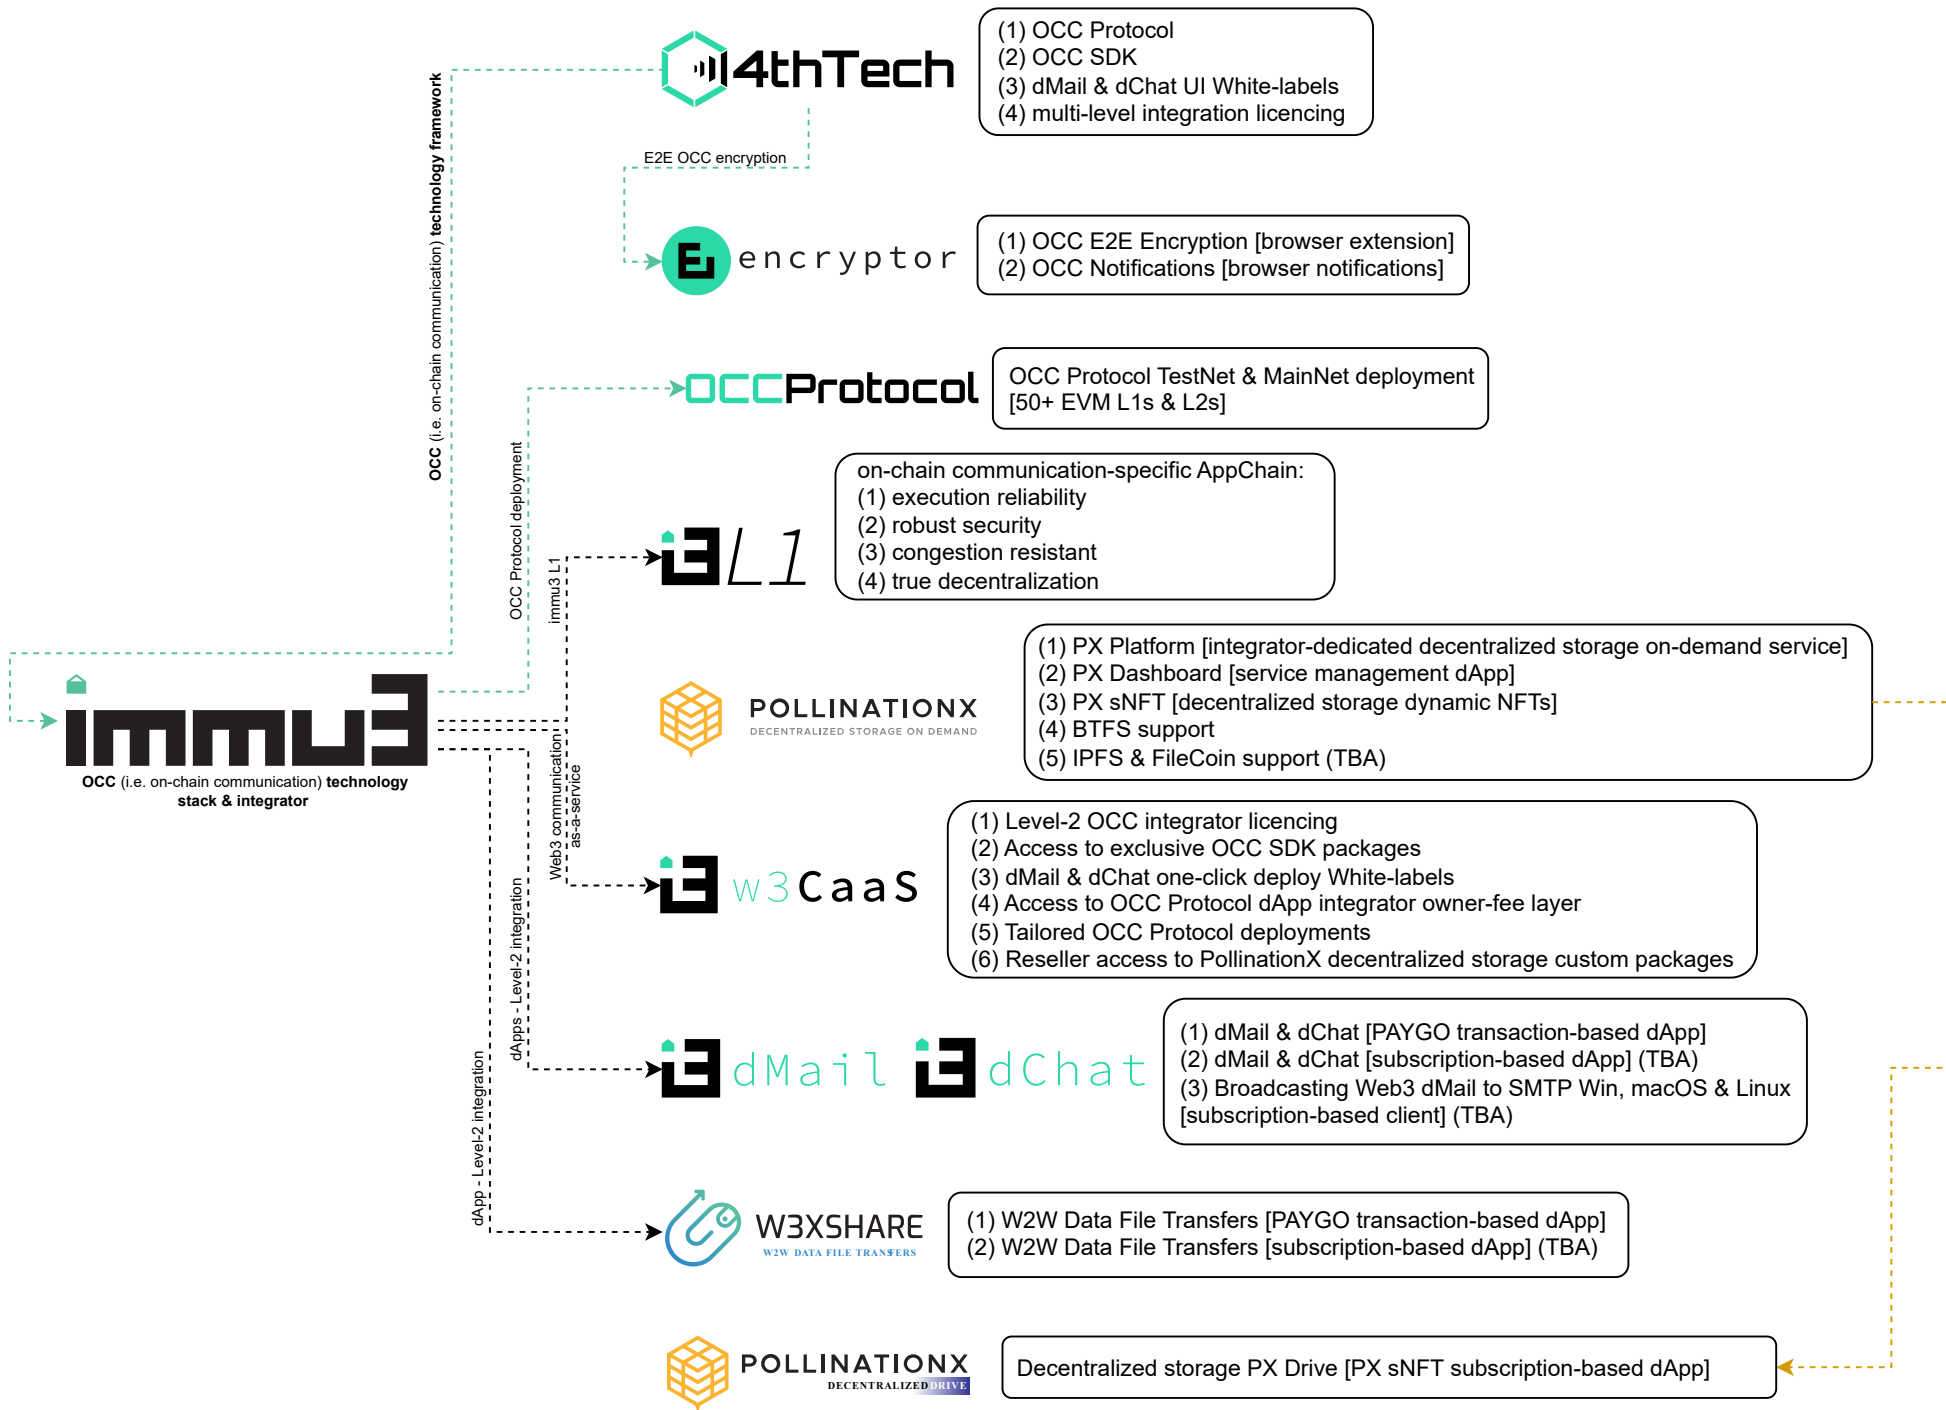 4thTech
(1) OCC Protocol
(2) OCC SDK
(3) dMail & dChat UI White-labels
(4) multi-level integration licencing
OCC (i.e. on-chain communication) technology framework
E2E OCC encryption
encryptor
(1) OCC E2E Encryption [browser extension]
(2) OCC Notifications [browser notifications]
OCCProtocol
OCC Protocol TestNet & MainNet deployment
[50+ EVM L1s & L2s]
OCC Protocol deployment
immu3 L1
i3 L1
on-chain communication-specific AppChain:
(1) execution reliability
(2) robust security
(3) congestion resistant
(4) true decentralization
immu3
OCC (i.e. on-chain communication) technology
stack & integrator
POLLINATIONX
DECENTRALIZED STORAGE ON DEMAND
(1) PX Platform [integrator-dedicated decentralized storage on-demand service]
(2) PX Dashboard [service management dApp]
(3) PX sNFT [decentralized storage dynamic NFTs]
(4) BTFS support
(5) IPFS & FileCoin support (TBA)
Web3 communication
as-a-service
i3 w3CaaS
(1) Level-2 OCC integrator licencing
(2) Access to exclusive OCC SDK packages
(3) dMail & dChat one-click deploy White-labels
(4) Access to OCC Protocol dApp integrator owner-fee layer
(5) Tailored OCC Protocol deployments
(6) Reseller access to PollinationX decentralized storage custom packages
dApps - Level-2 integration
i3 dMail i3 dChat
(1) dMail & dChat [PAYGO transaction-based dApp]
(2) dMail & dChat [subscription-based dApp] (TBA)
(3) Broadcasting Web3 dMail to SMTP Win, macOS & Linux
[subscription-based client] (TBA)
dApp - Level-2 integration
W3XSHARE
W2W DATA FILE TRANSFERS
(1) W2W Data File Transfers [PAYGO transaction-based dApp]
(2) W2W Data File Transfers [subscription-based dApp] (TBA)
POLLINATIONX
DECENTRALIZED DRIVE
Decentralized storage PX Drive [PX sNFT subscription-based dApp]